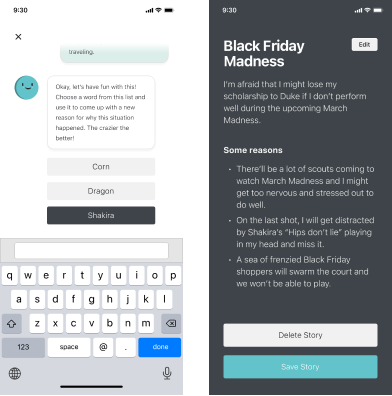 9:30
traveling.
Okay, let's have fun with this!
Choose a word from this list and
use it to come up with a new
reason for why this situation
happened. The crazier the
better!
Corn
Dragon
Shakira
q w e r t y u i o p
a s d f g h j k l
z x c v b n m
123 space @ . done
9:30
Black Friday
Madness
Edit
I'm afraid that I might lose my
scholarship to Duke if I don't perform
well during the upcoming March
Madness.
Some reasons
• There'll be a lot of scouts coming to
watch March Madness and I might
get too nervous and stressed out to
do well.
• On the last shot, I will get distracted
by Shakira's "Hips don't lie" playing
in my head and miss it.
• A sea of frenzied Black Friday
shoppers will swarm the court and
we won't be able to play.
Delete Story
Save Story